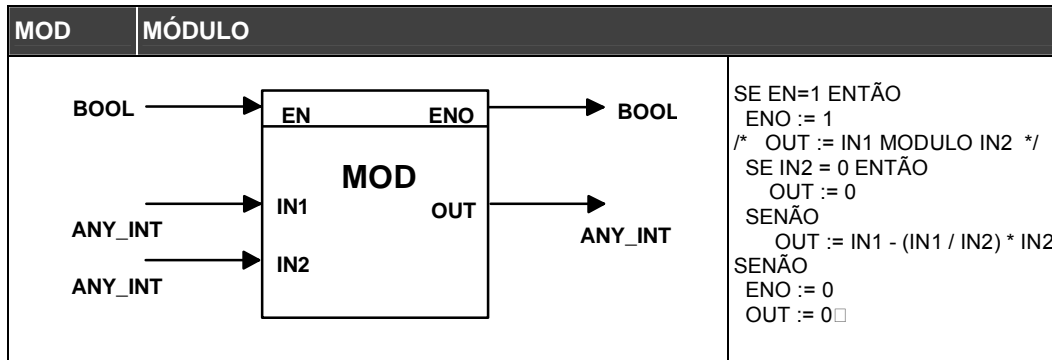 MOD MÓDULO
BOOL EN ENO BOOL
MOD
IN1 OUT
ANY_INT ANY_INT
IN2
ANY_INT
SE EN=1 ENTÃO
ENO := 1
/* OUT := IN1 MODULO IN2 */
SE IN2 = 0 ENTÃO
OUT := 0
SENÃO
OUT := IN1 - (IN1 / IN2) * IN2
SENÃO
ENO := 0
OUT := 0□